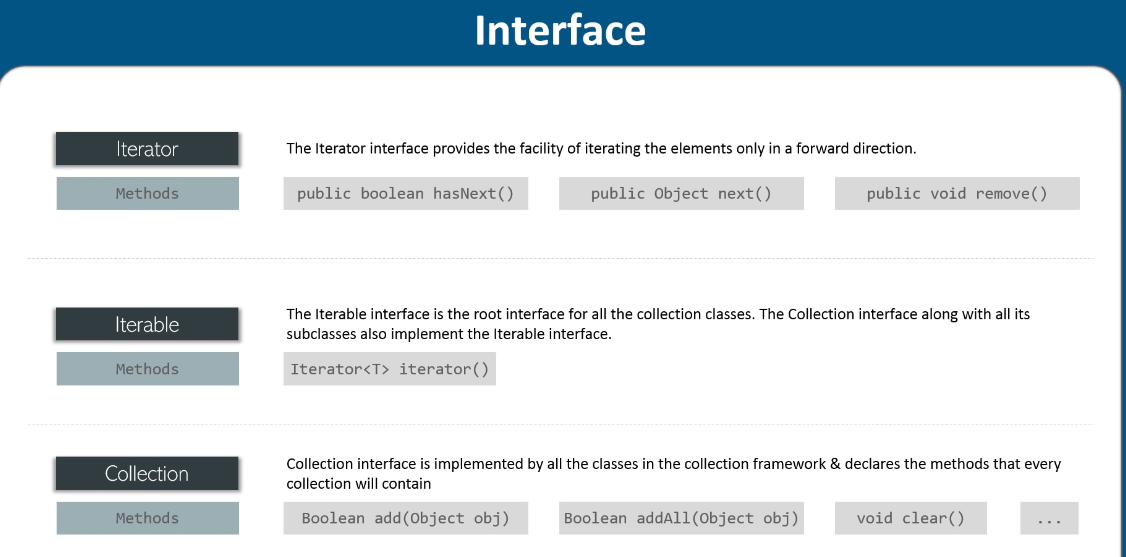 Interface
Iterator
The Iterator interface provides the facility of iterating the elements only in a forward direction.
Methods
public boolean hasNext()
public Object next()
public void remove()
Iterable
The Iterable interface is the root interface for all the collection classes. The Collection interface along with all its
subclasses also implement the Iterable interface.
Methods
Iterator<T> iterator()
Collection
Collection interface is implemented by all the classes in the collection framework & declares the methods that every
collection will contain
Methods
Boolean add(Object obj)
Boolean addAll(Object obj)
void clear()
...